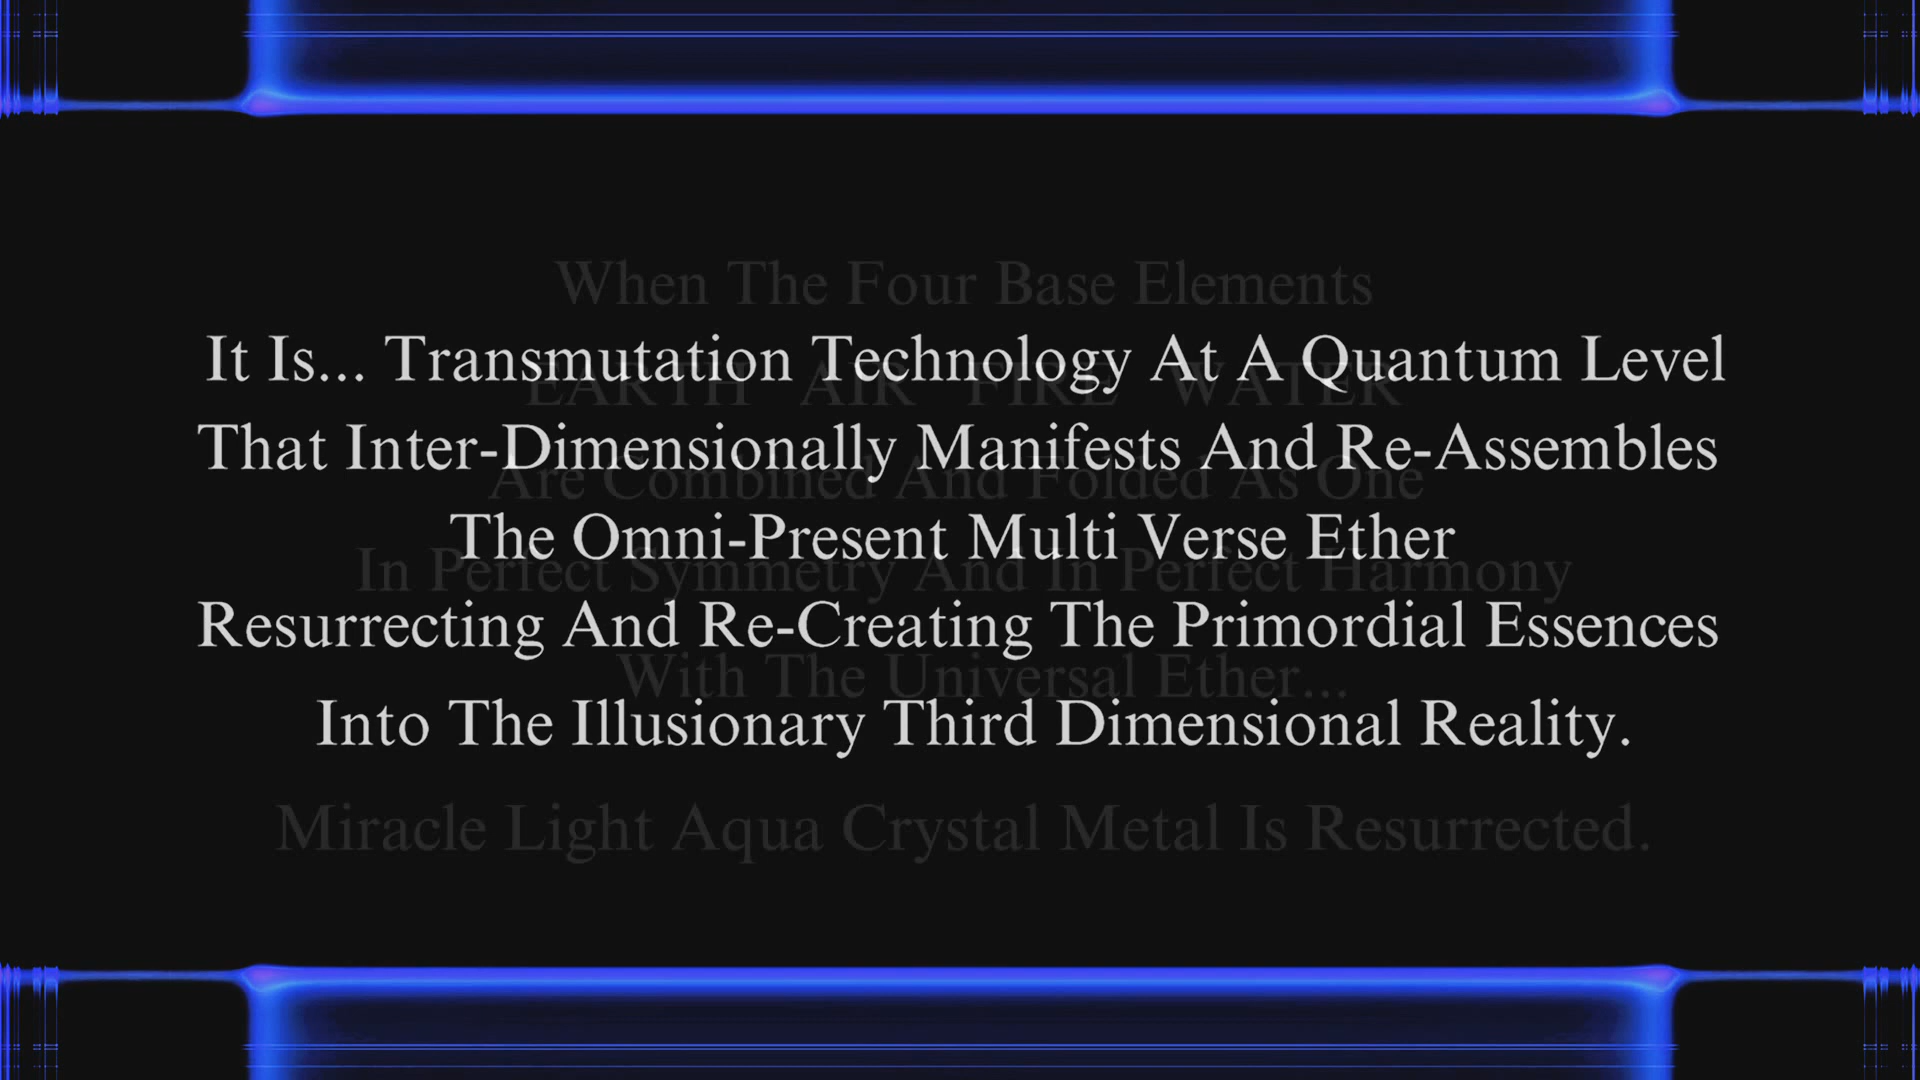 When The Four Base Elements
It Is... Transmutation Technology At A Quantum Level
EARTH AIR FIRE WATER
That Inter-Dimensionally Manifests And Re-Assembles
Are Combined And Folded As One
The Omni-Present Multi Verse Ether
In Perfect Symmetry And In Perfect Harmony
Resurrecting And Re-Creating The Primordial Essences
With The Universal Ether...
Into The Illusionary Third Dimensional Reality.
Miracle Light Aqua Crystal Metal Is Resurrected.